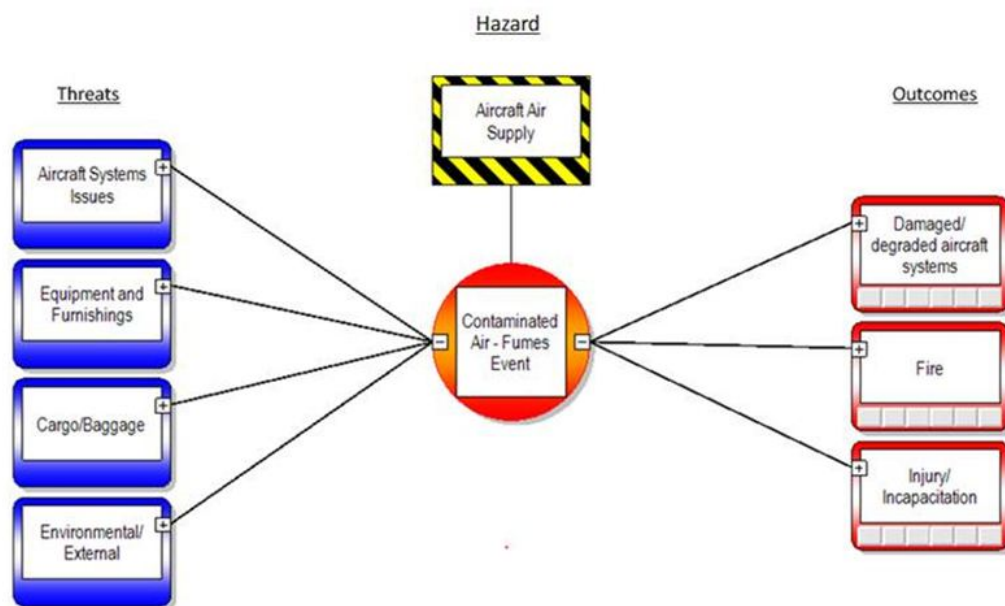 Hazard
Threats
Outcomes
Aircraft Air
Supply
Aircraft Systems
Issues
Equipment and
Furnishings
Cargo/Baggage
Environmental/
External
Contaminated
Air - Fumes
Event
Damaged/
degraded aircraft
systems
Fire
Injury/
Incapacitation